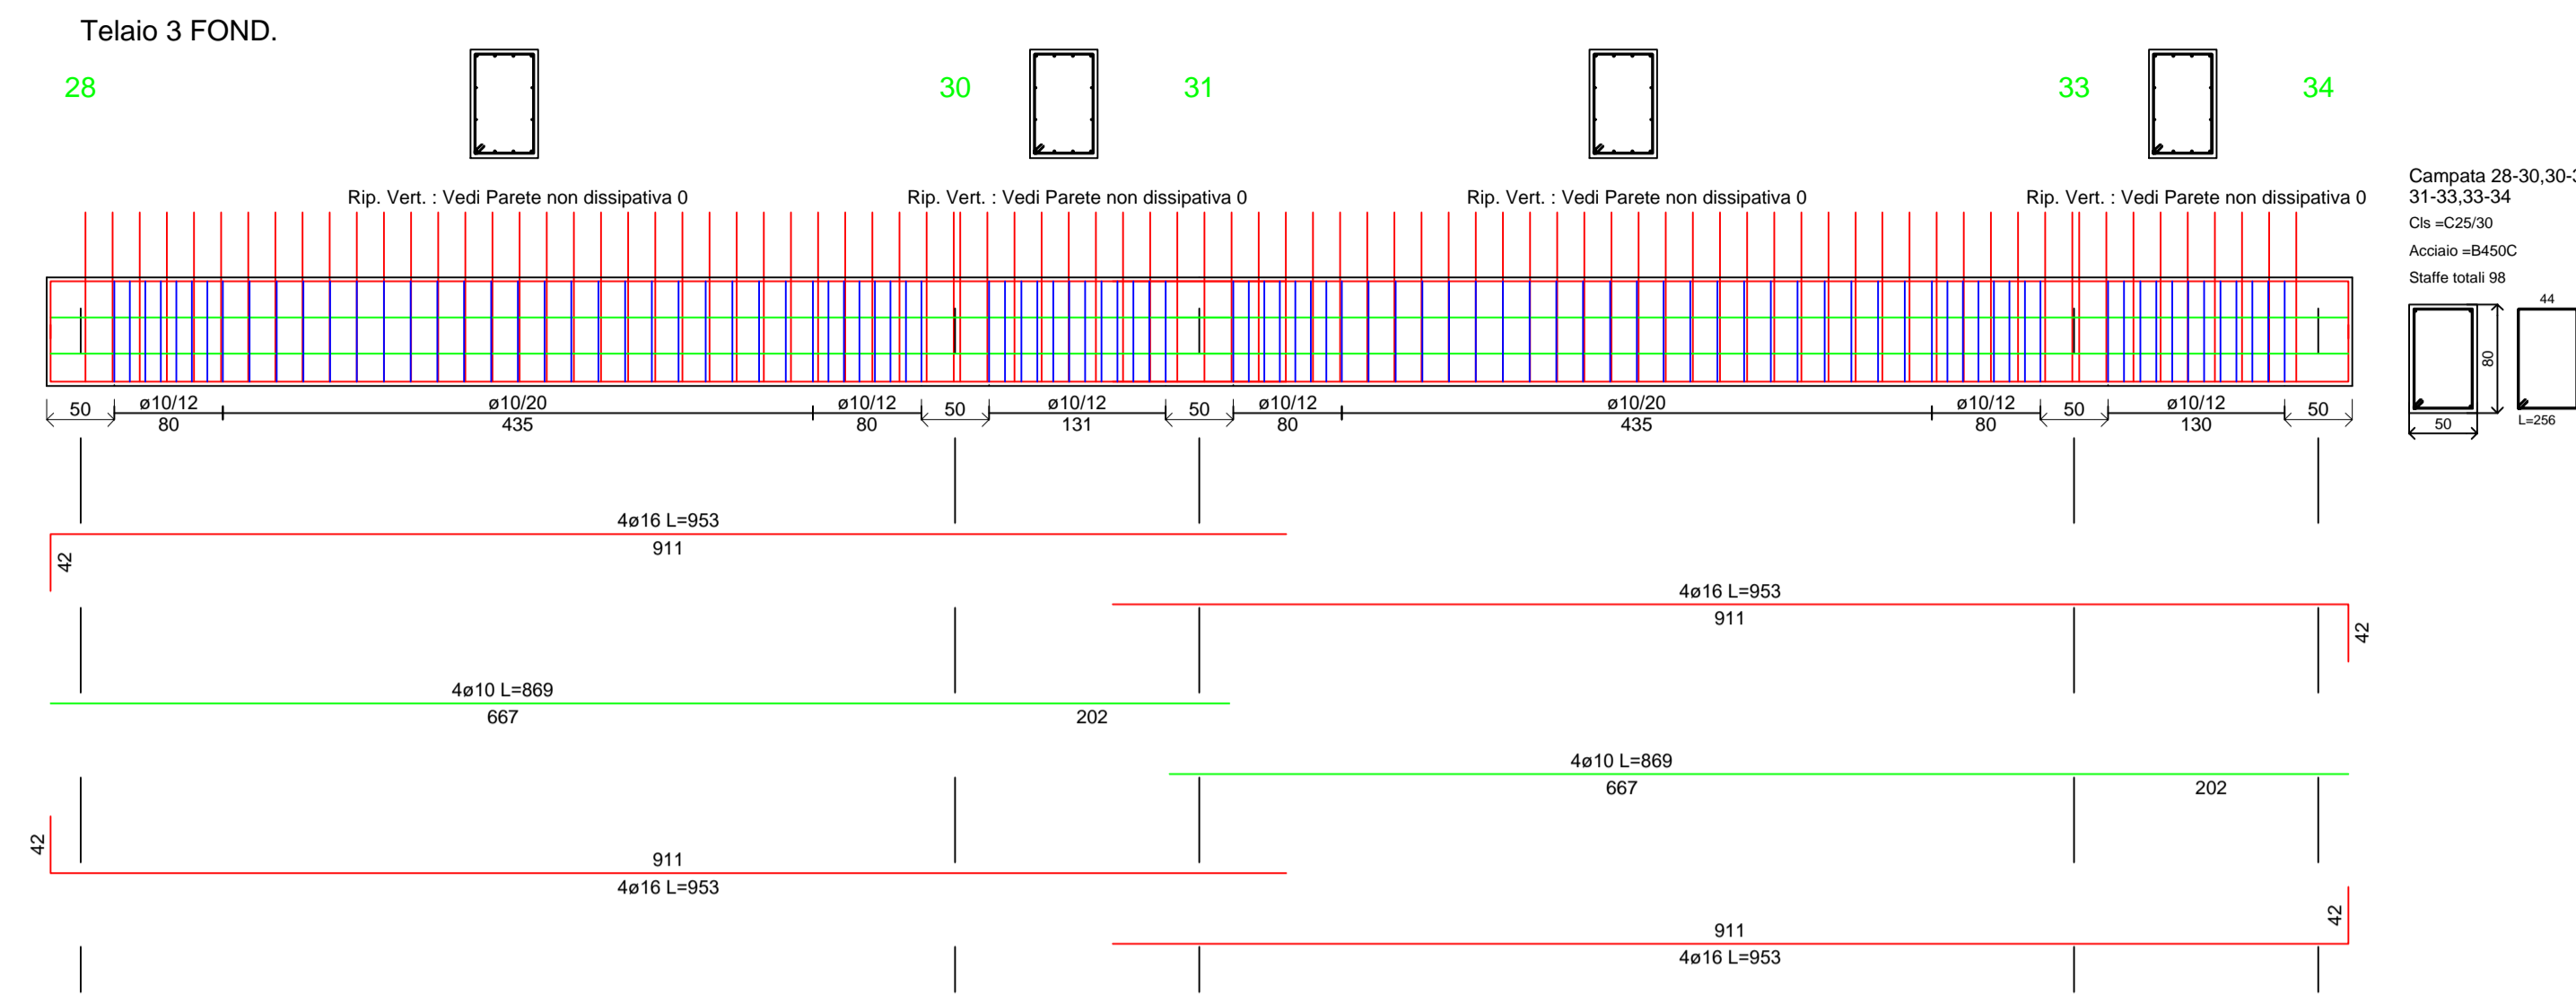 Telaio 3 FOND.
28
30
31
33
34
Rip. Vert. : Vedi Parete non dissipativa 0
Rip. Vert. : Vedi Parete non dissipativa 0
Rip. Vert. : Vedi Parete non dissipativa 0
Rip. Vert. : Vedi Parete non dissipativa 0
Campata 28-30,30-3
31-33,33-34
Cls =C25/30
Acciaio =B450C
Staffe totali 98
44
80
50
L=256
50
ø10/12
80
ø10/20
435
ø10/12
80
50
ø10/12
131
50
ø10/12
80
ø10/20
435
ø10/12
80
50
ø10/12
130
50
4ø16 L=953
911
42
4ø16 L=953
911
42
4ø10 L=869
667
202
4ø10 L=869
667
202
42
911
4ø16 L=953
42
911
4ø16 L=953